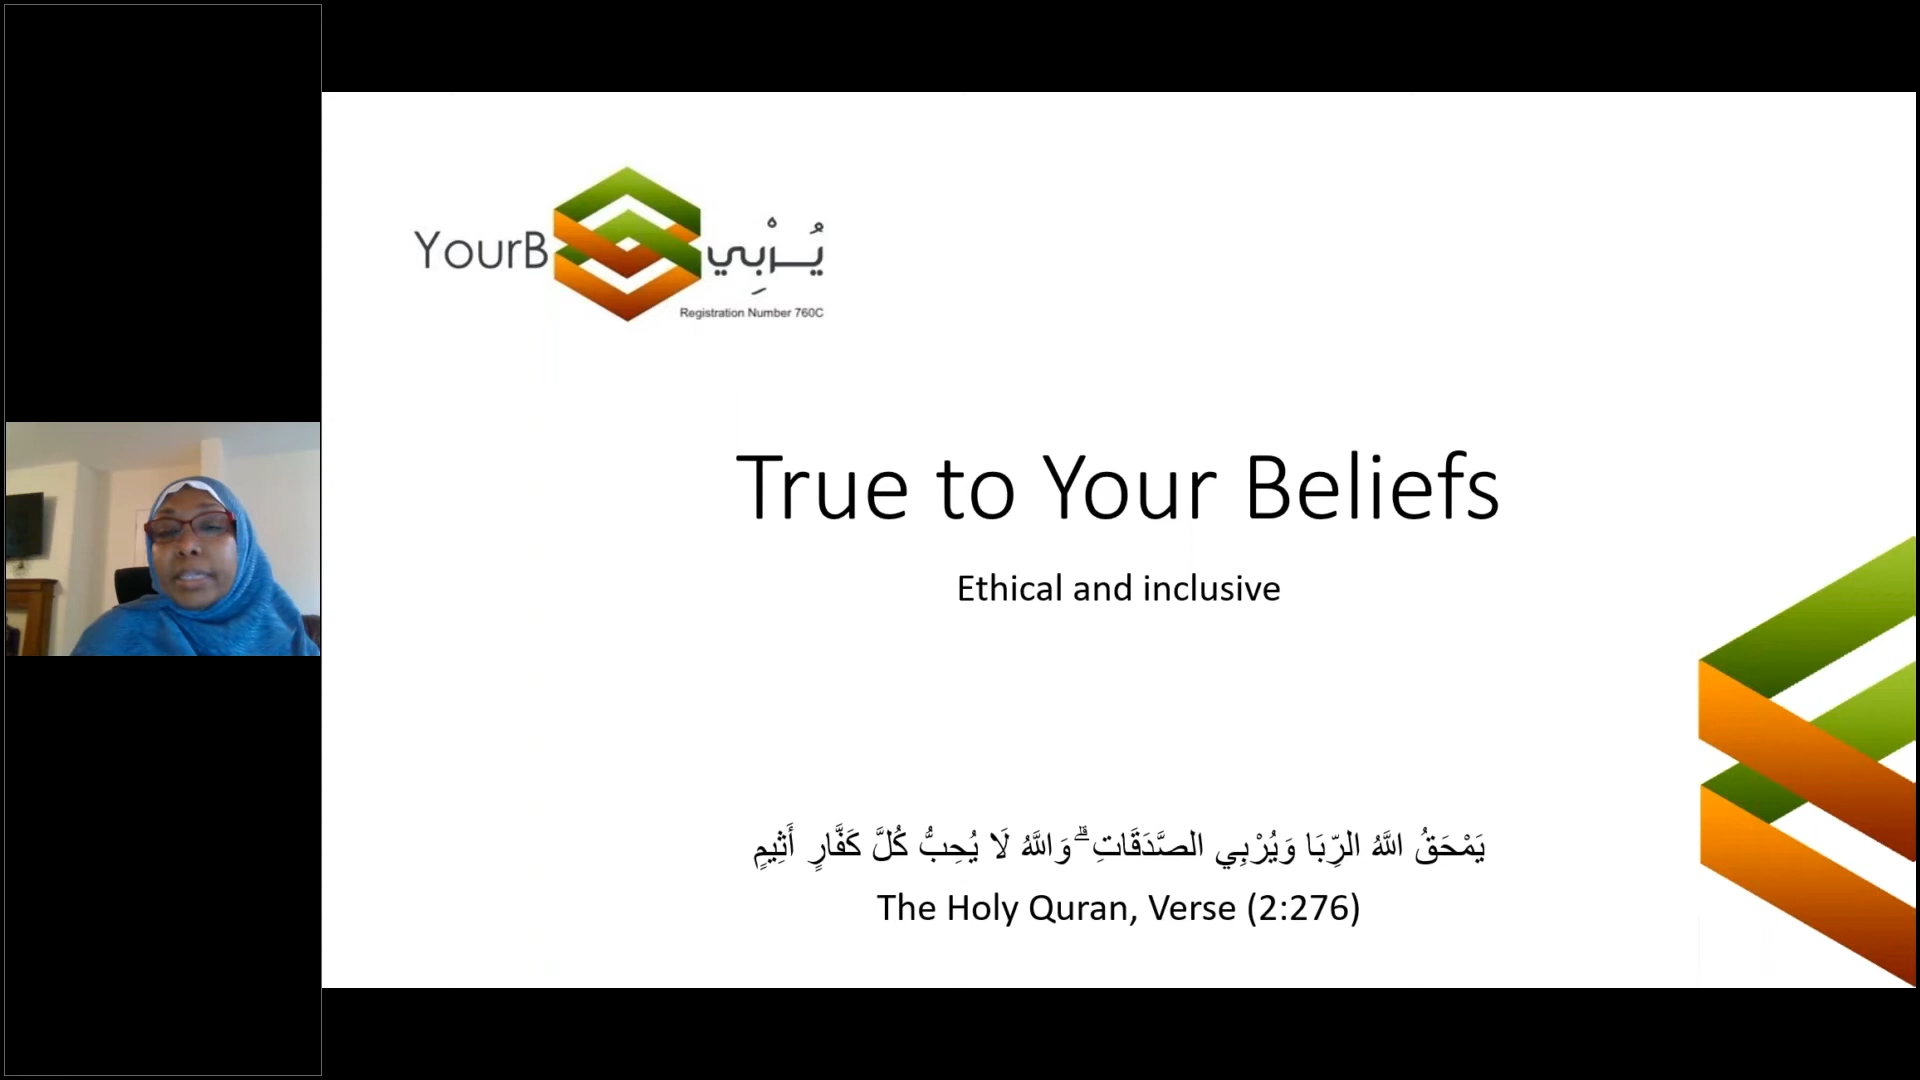 YourB يُـرْبِي
Registration Number 760C
True to Your Beliefs
Ethical and inclusive
يَمْحَقُ اللَّهُ الرِّبَا وَيُرْبِي الصَّدَقَاتِ ۗ وَاللَّهُ لَا يُحِبُّ كُلَّ كَفَّارٍ أَثِيمٍ
The Holy Quran, Verse (2:276)